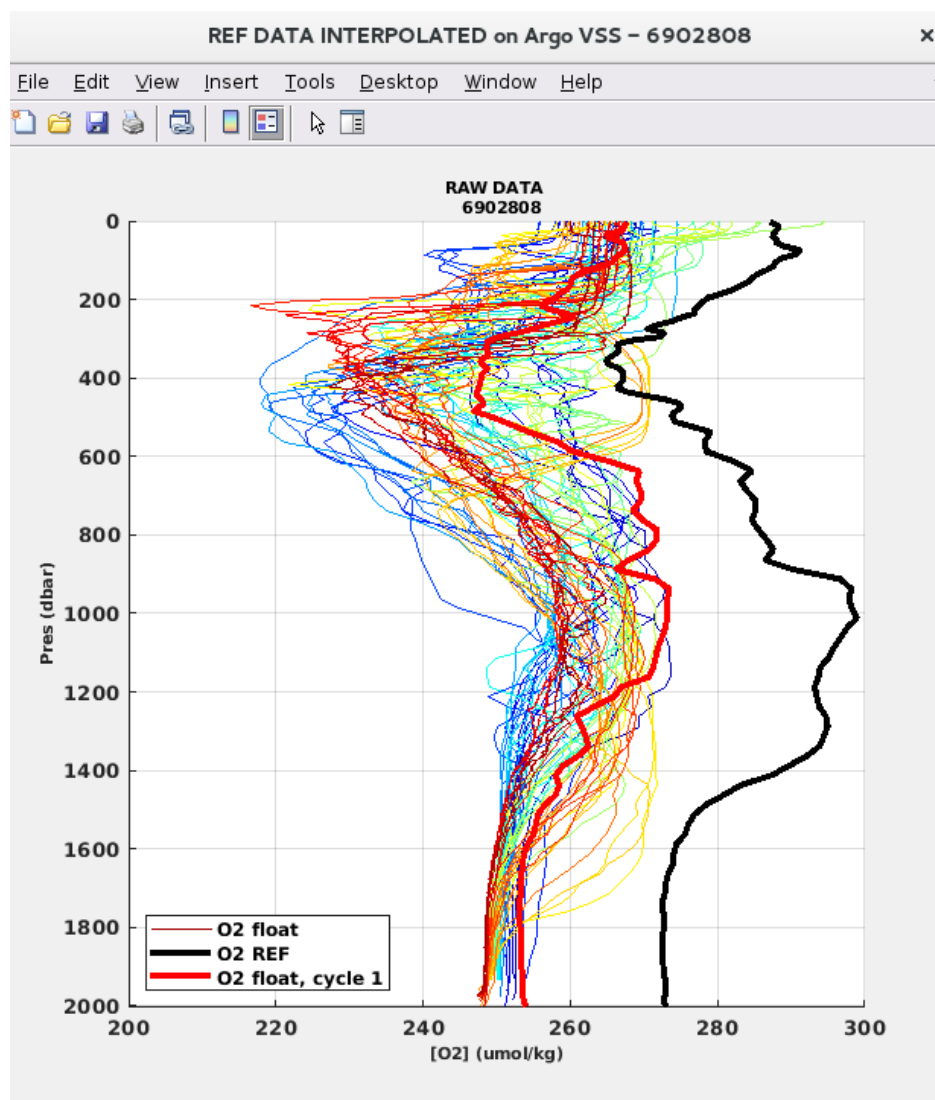 REF DATA INTERPOLATED on Argo VSS – 6902808
File Edit View Insert Tools Desktop Window Help
RAW DATA
6902808
0
200
400
600
800
1000
1200
1400
1600
1800
2000
Pres (dbar)
O2 float
O2 REF
O2 float, cycle 1
200 220 240 260 280 300
[O2] (umol/kg)